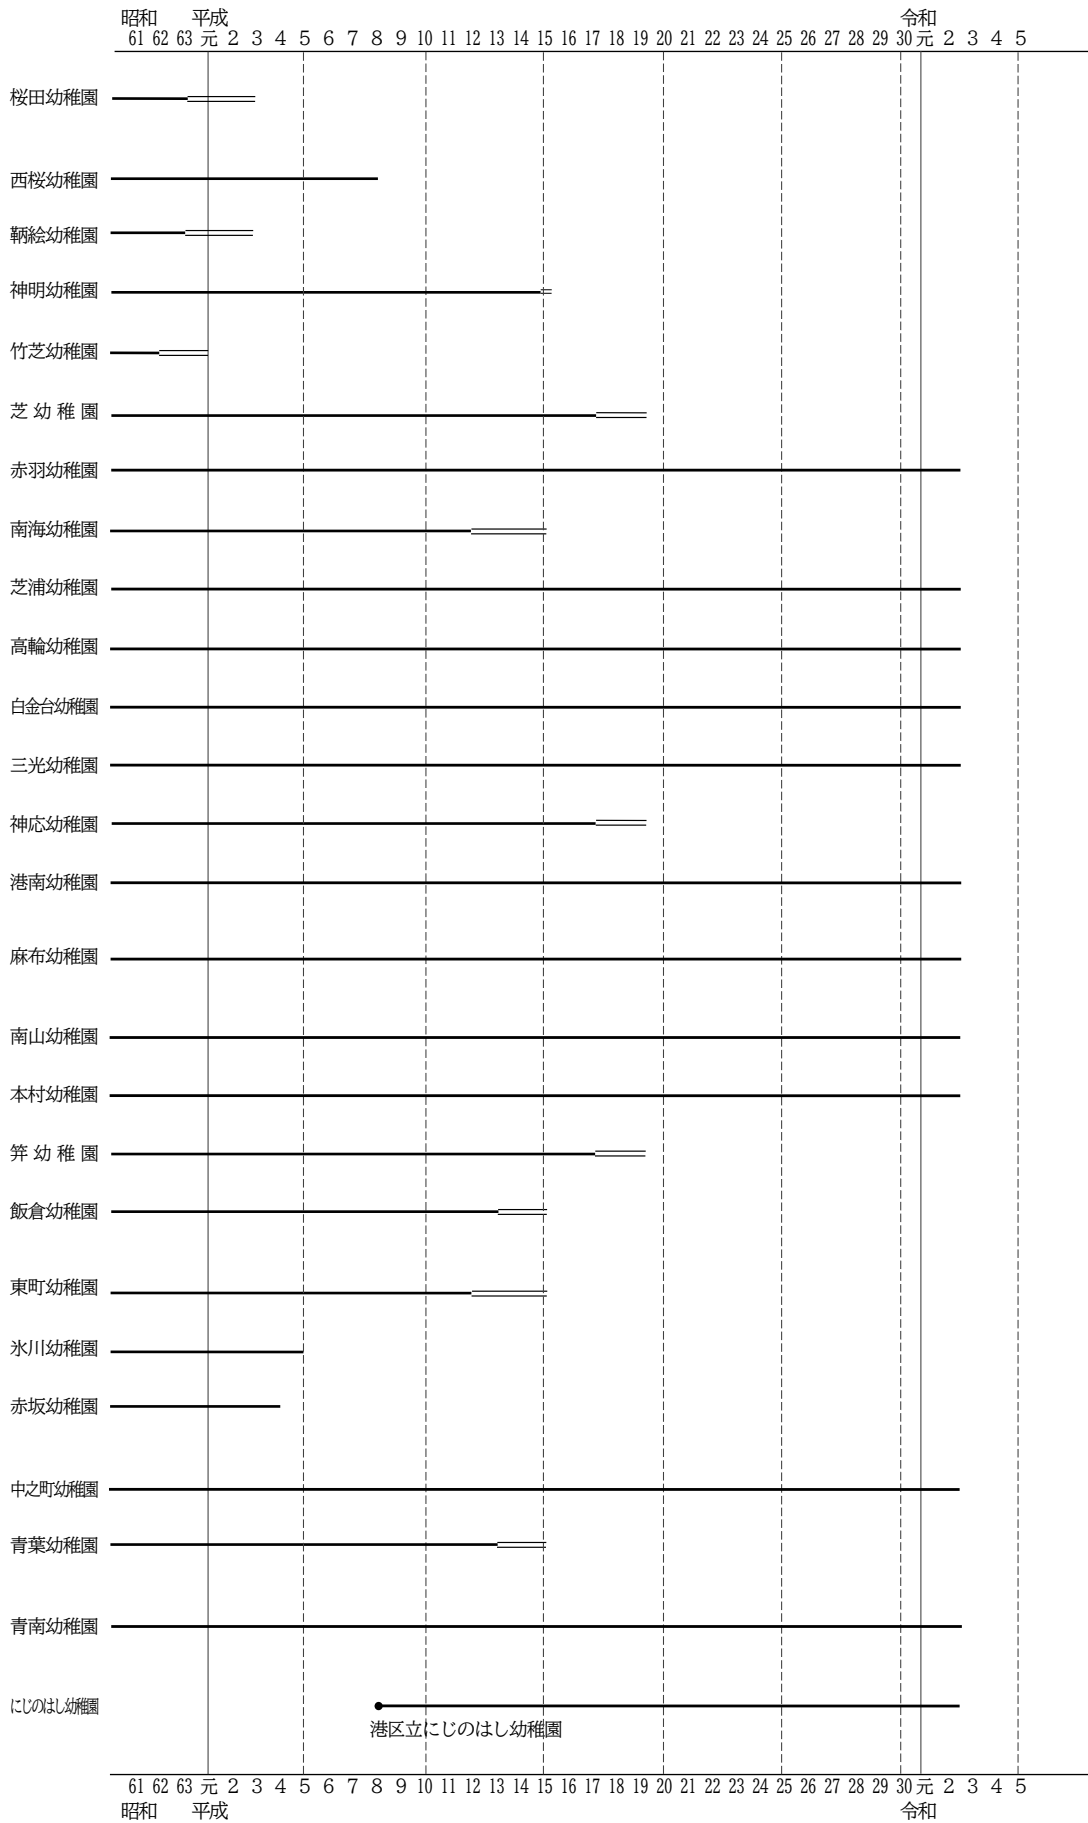 昭和 平成 令和
61 62 63 元 2 3 4 5 6 7 8 9 10 11 12 13 14 15 16 17 18 19 20 21 22 23 24 25 26 27 28 29 30 元 2 3 4 5
桜田幼稚園
西桜幼稚園
鞆絵幼稚園
神明幼稚園
竹芝幼稚園
芝幼稚園
赤羽幼稚園
南海幼稚園
芝浦幼稚園
高輪幼稚園
白金台幼稚園
三光幼稚園
神応幼稚園
港南幼稚園
麻布幼稚園
南山幼稚園
本村幼稚園
笄幼稚園
飯倉幼稚園
東町幼稚園
氷川幼稚園
赤坂幼稚園
中之町幼稚園
青葉幼稚園
青南幼稚園
にじのはし幼稚園
港区立にじのはし幼稚園
61 62 63 元 2 3 4 5 6 7 8 9 10 11 12 13 14 15 16 17 18 19 20 21 22 23 24 25 26 27 28 29 30 元 2 3 4 5
昭和 平成 令和